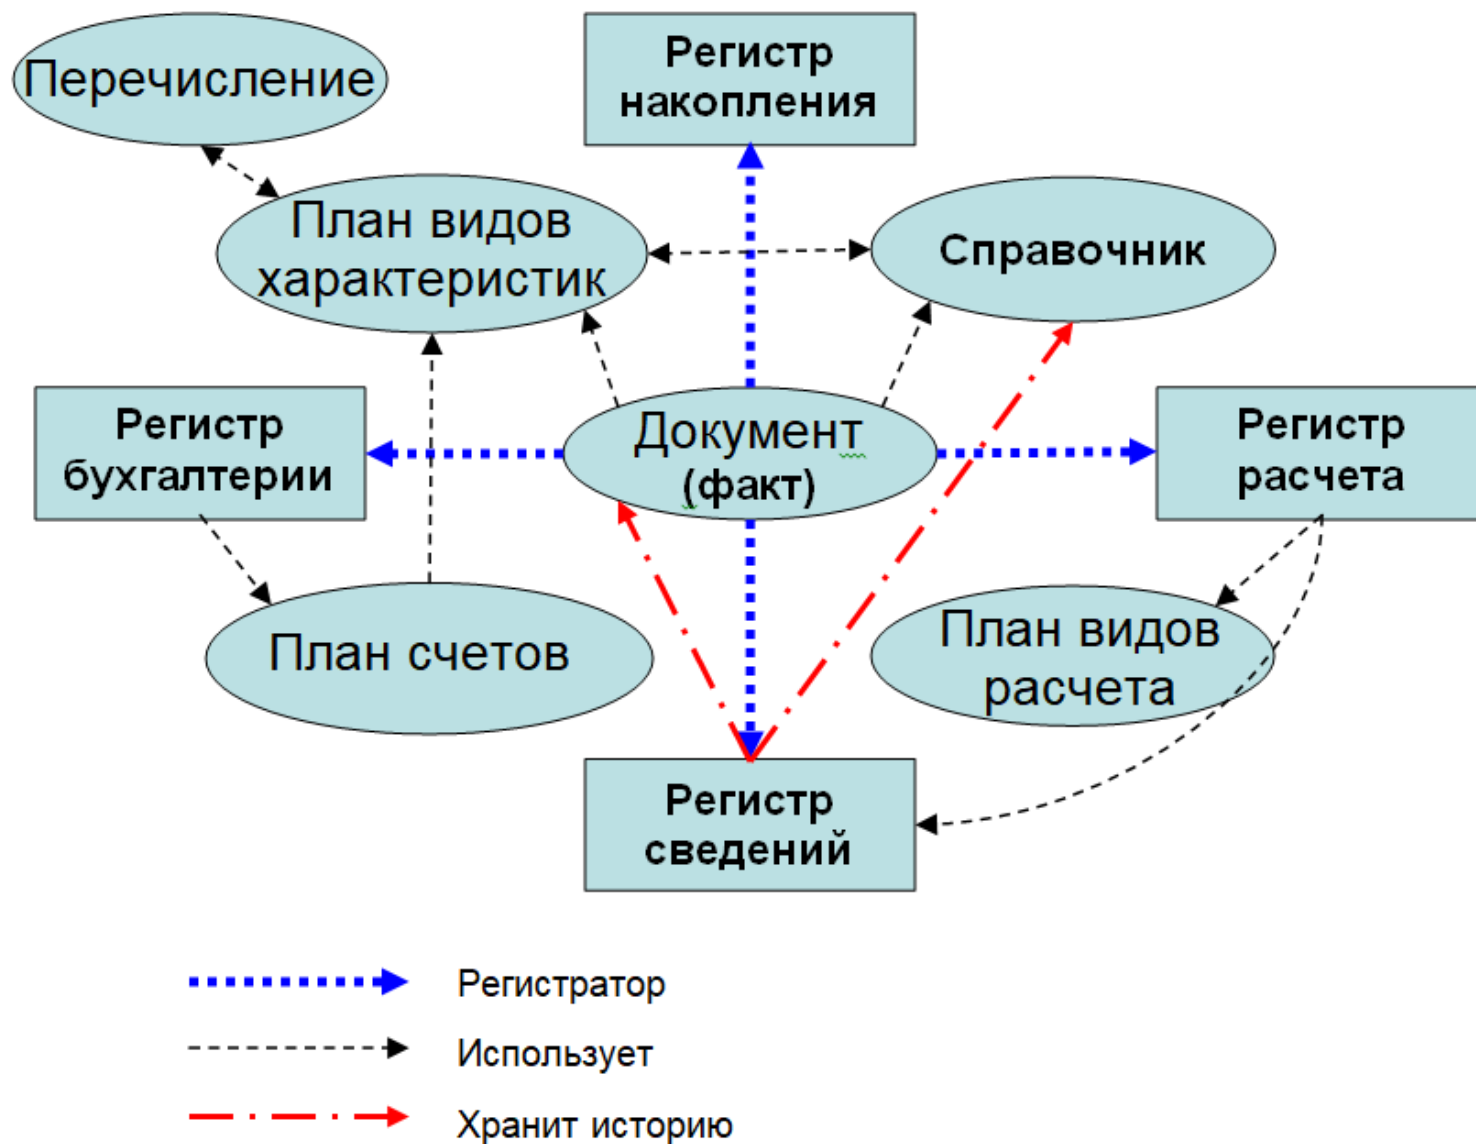 Перечисление
Регистр
накопления
План видов
характеристик
Справочник
Регистр
бухгалтерии
Документ
(факт)
Регистр
расчета
План счетов
План видов
расчета
Регистр
сведений
Регистратор
Использует
Хранит историю